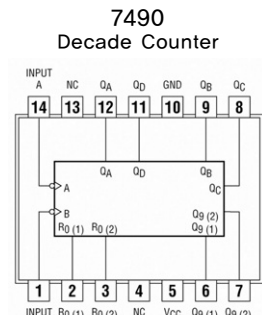 7490
Decade Counter
INPUT
A NC QA QD GND QB QC
14 13 12 11 10 9 8
QA QD QB
QC
A
B
R0 (1) R0 (2) Q9 (2)
Q9 (1)
1 2 3 4 5 6 7
INPUT R0 (1) R0 (2) NC VCC Q9 (1) Q9 (2)